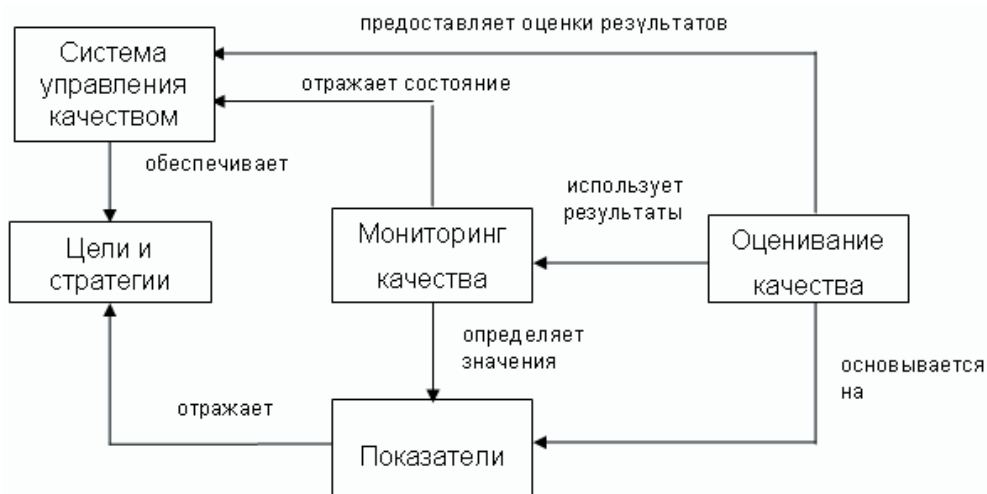 предоставляет оценки результатов
Система
управления
качеством
отражает состояние
обеспечивает
использует
результаты
Цели и
стратегии
Мониторинг
качества
Оценивание
качества
определяет
значения
основывается
на
отражает
Показатели